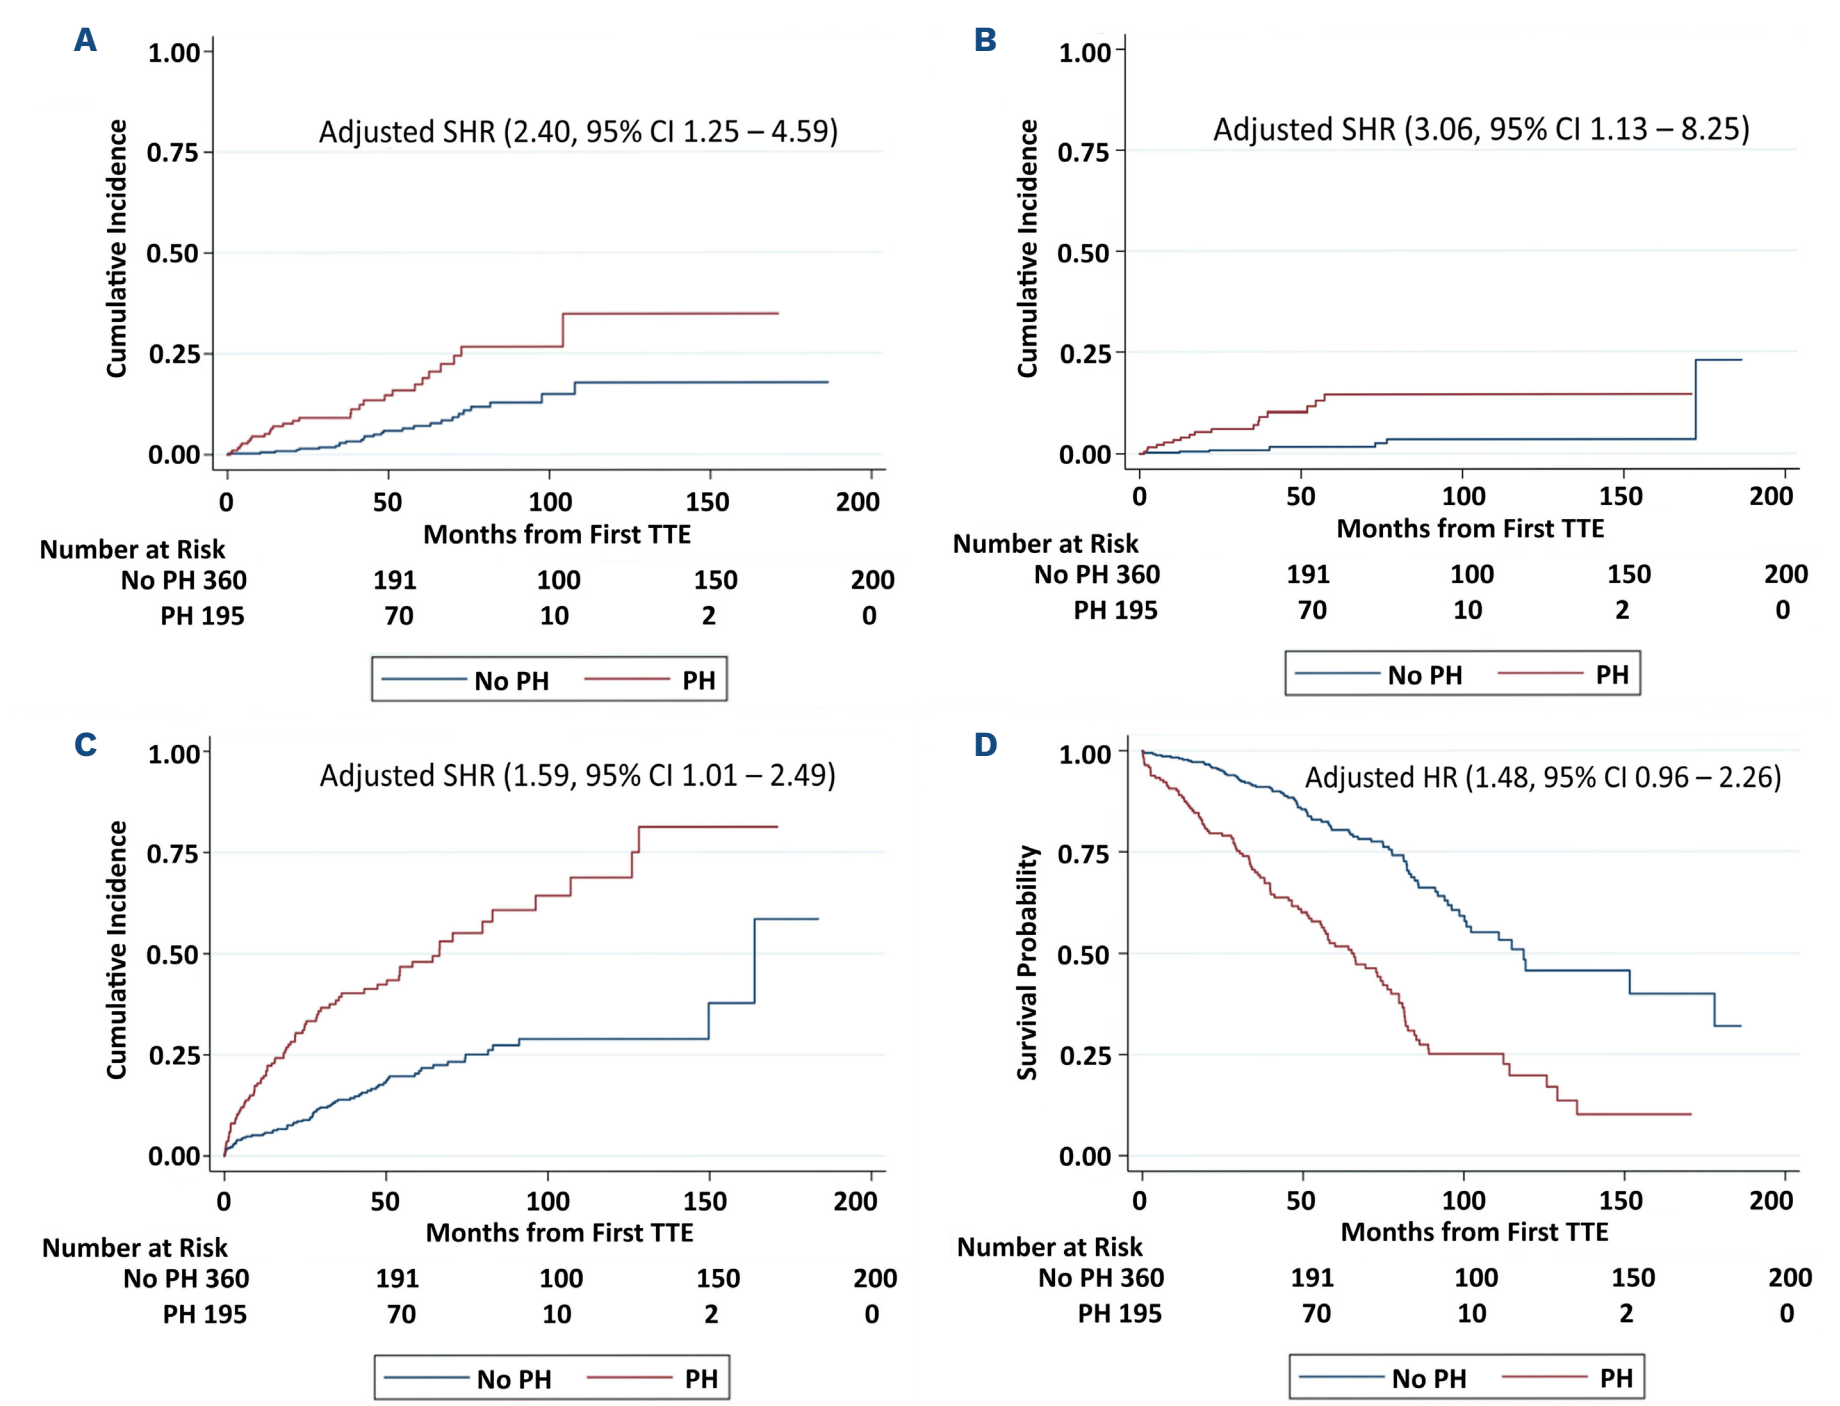 A
Adjusted SHR (2.40, 95% CI 1.25 – 4.59)
Cumulative Incidence
1.00
0.75
0.50
0.25
0.00
0 50 100 150 200
Months from First TTE
Number at Risk
No PH 360 191 100 150 200
PH 195 70 10 2 0
No PH PH
B
Adjusted SHR (3.06, 95% CI 1.13 – 8.25)
Cumulative Incidence
1.00
0.75
0.50
0.25
0.00
0 50 100 150 200
Months from First TTE
Number at Risk
No PH 360 191 100 150 200
PH 195 70 10 2 0
No PH PH
C
Adjusted SHR (1.59, 95% CI 1.01 – 2.49)
Cumulative Incidence
1.00
0.75
0.50
0.25
0.00
0 50 100 150 200
Months from First TTE
Number at Risk
No PH 360 191 100 150 200
PH 195 70 10 2 0
No PH PH
D
Adjusted HR (1.48, 95% CI 0.96 – 2.26)
Survival Probability
1.00
0.75
0.50
0.25
0.00
0 50 100 150 200
Months from First TTE
Number at Risk
No PH 360 191 100 150 200
PH 195 70 10 2 0
No PH PH